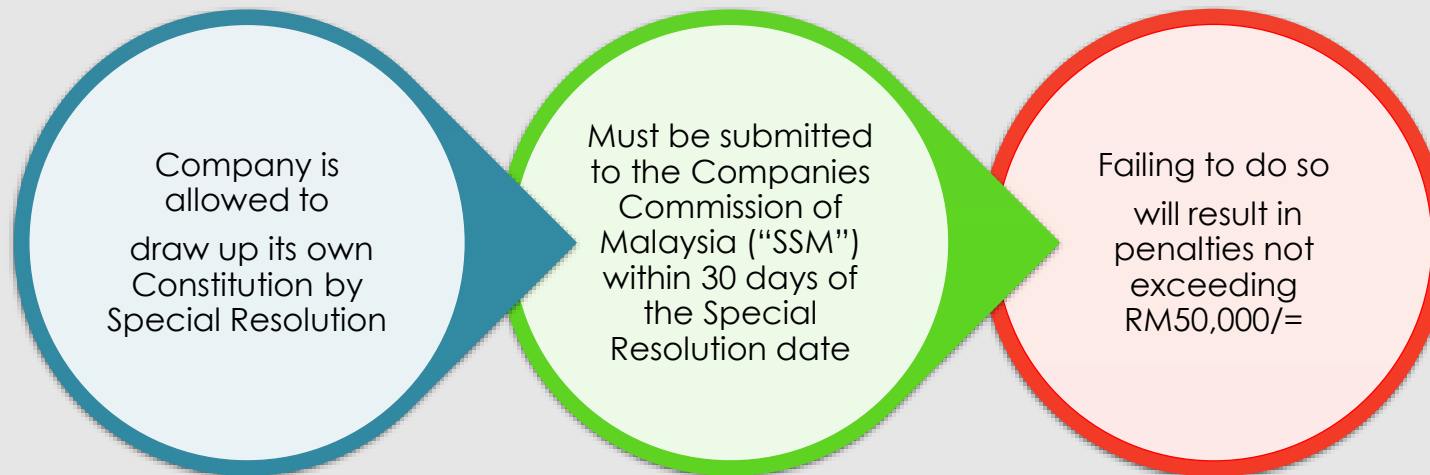 Company is
allowed to
draw up its own
Constitution by
Special Resolution
Must be submitted
to the Companies
Commission of
Malaysia (“SSM”)
within 30 days of
the Special
Resolution date
Failing to do so
will result in
penalties not
exceeding
RM50,000/=